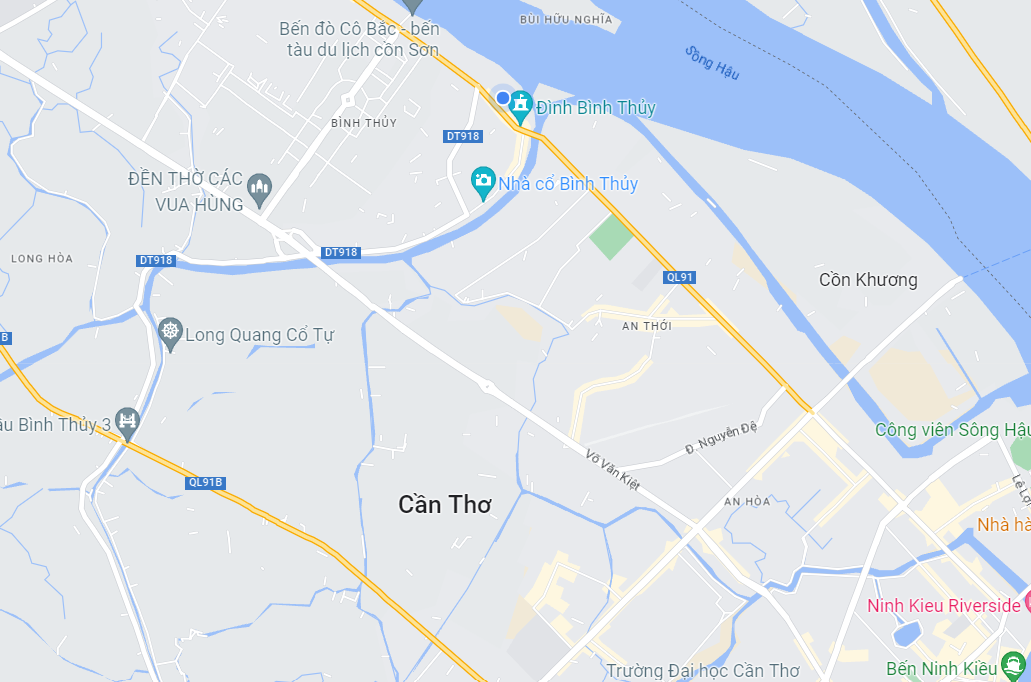 BÙI HỮU NGHĨA
Bến đò Cô Bắc - bến
tàu du lịch cồn Sơn
Sông Hậu
Đình Bình Thủy
BÌNH THỦY
DT918
ĐỀN THỜ CÁC
VUA HÙNG
Nhà cổ Bình Thủy
LONG HÒA
DT918
DT918
QL91
Cồn Khương
AN THỚI
Long Quang Cổ Tự
B
ầu Bình Thủy 3
Công viên Sông Hậu
Đ. Nguyễn Đệ
Võ Văn Kiệt
QL91B
Cần Thơ
AN HÒA
Lê Lợi
Nhà hà
Ninh Kieu Riverside
Trường Đại học Cần Thơ
Bến Ninh Kiều